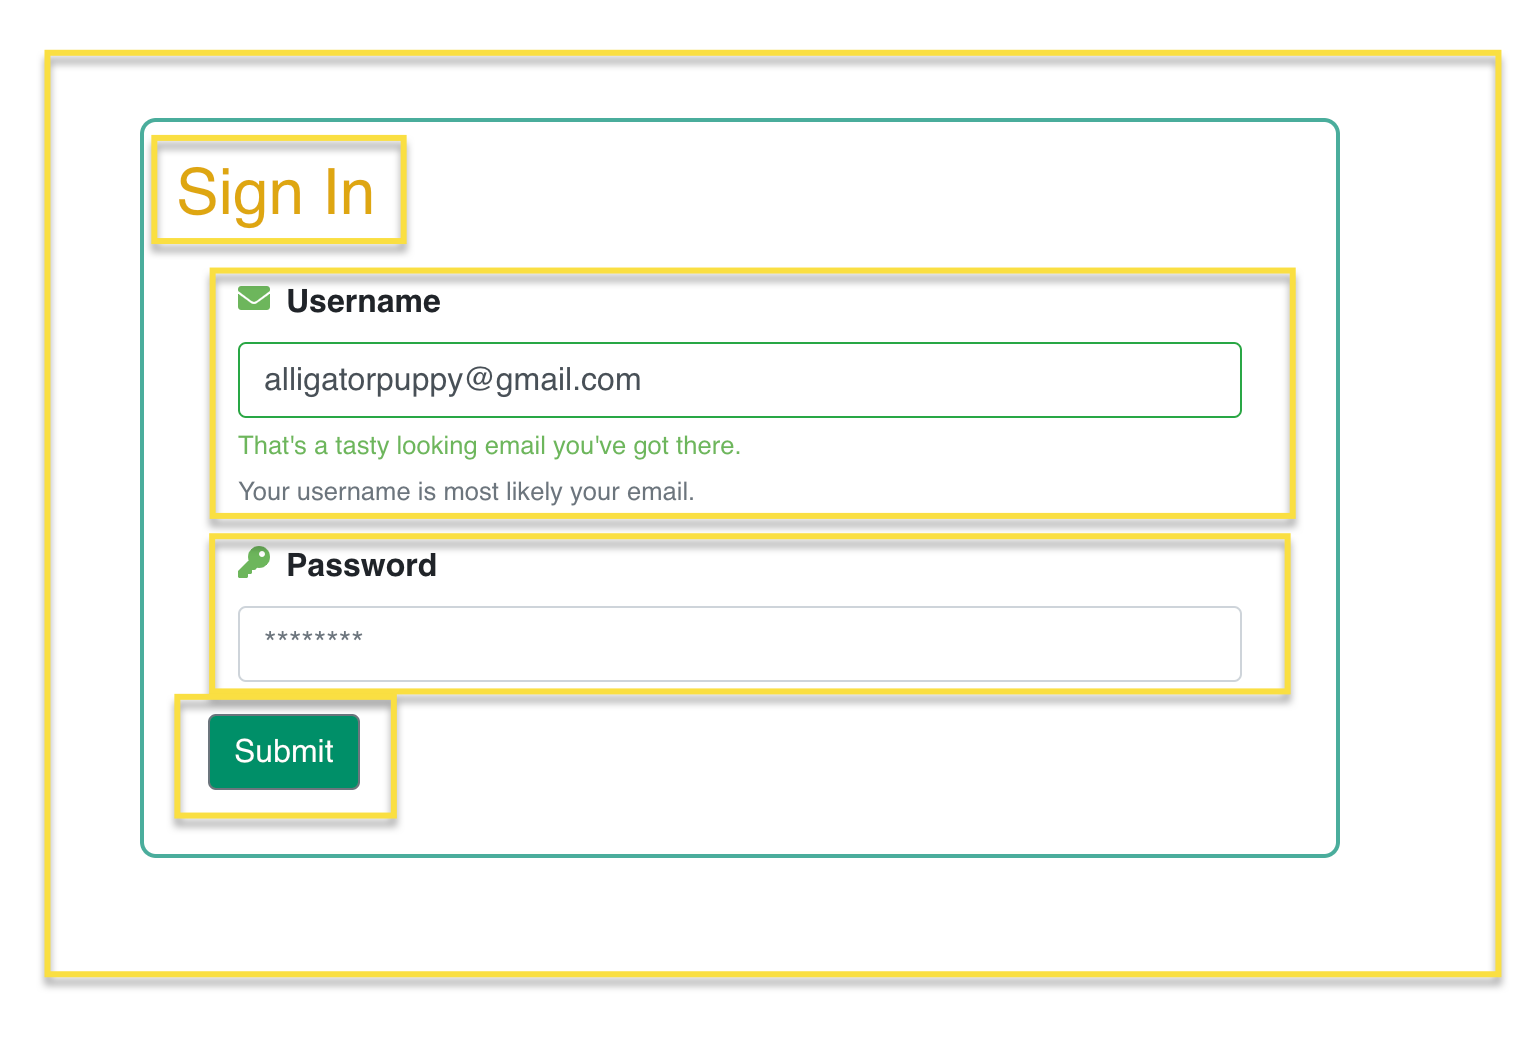 Sign In
Username
alligatorpuppy@gmail.com
That's a tasty looking email you've got there.
Your username is most likely your email.
Password
********
Submit